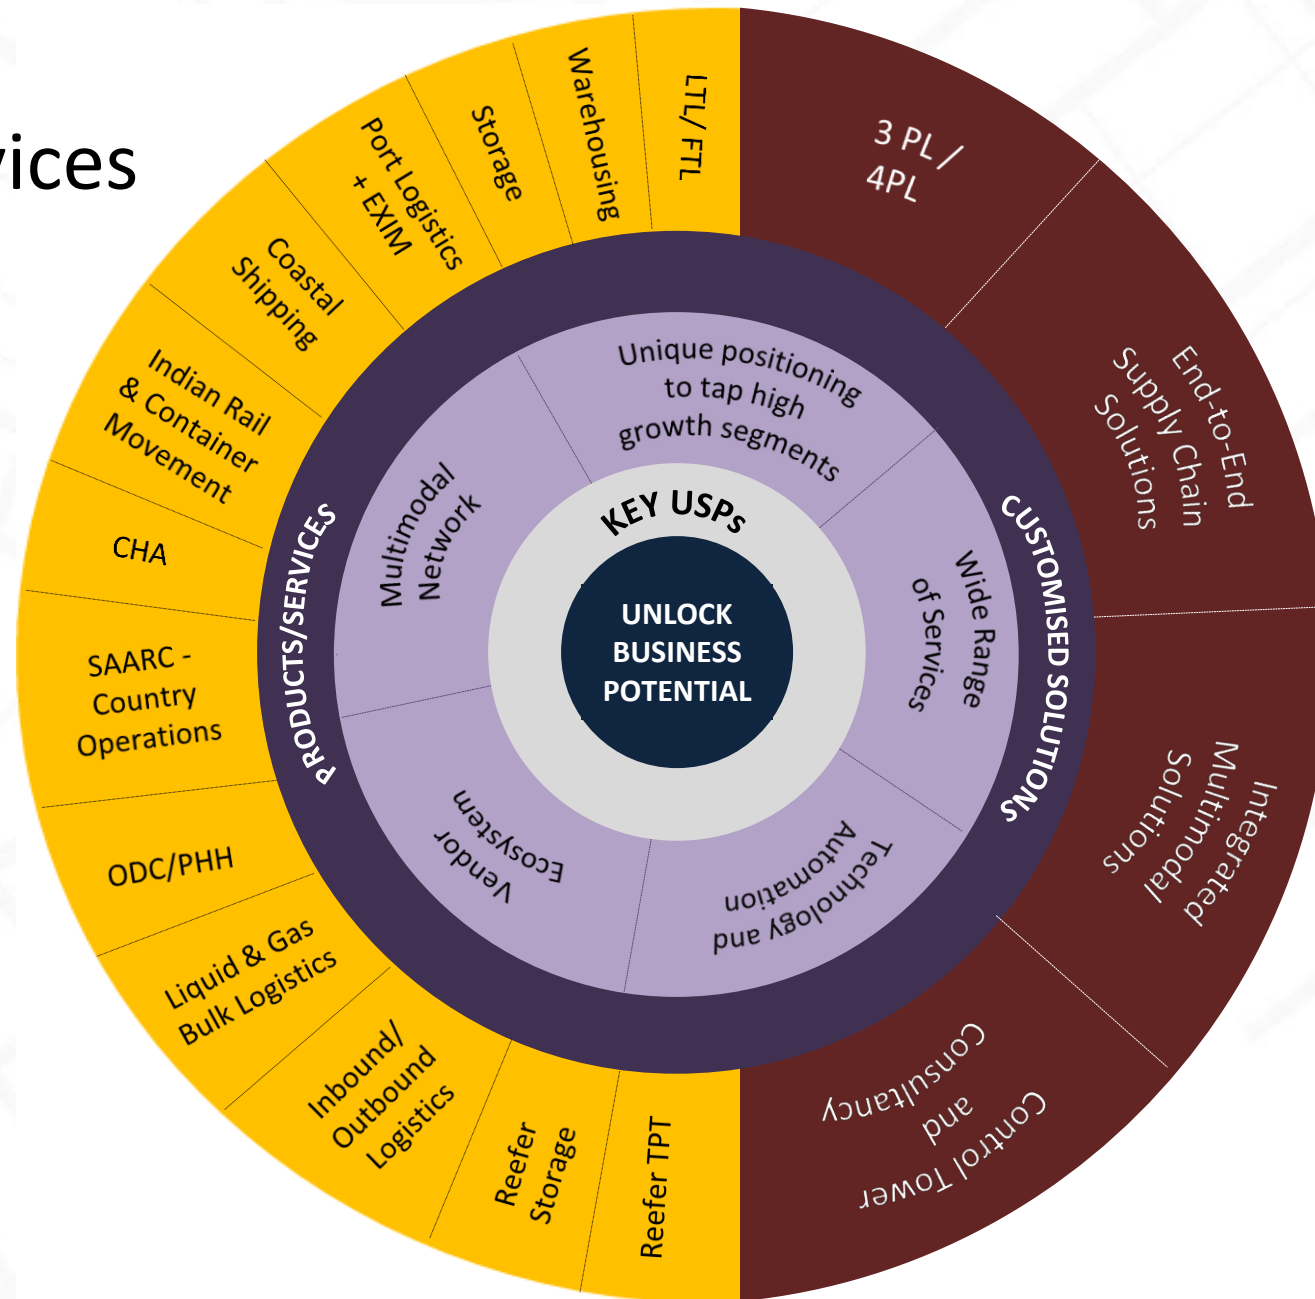 vices
LTL/ FTL
Warehousing
Storage
Port Logistics
+ EXIM
Coastal
Shipping
Indian Rail
& Container
Movement
CHA
SAARC -
Country
Operations
ODC/PHH
Liquid & Gas
Bulk Logistics
Inbound/
Outbound
Logistics
Reefer
Storage
Reefer TPT
3 PL /
4PL
End-to-End
Supply Chain
Solutions
Integrated
Multimodal
Solutions
Control Tower
and
Consultancy
PRODUCTS/SERVICES
CUSTOMISED SOLUTIONS
Unique positioning
to tap high
growth segments
Wide Range
of Services
Technology and
Automation
Vendor
Ecosystem
Multimodal
Network
KEY USPs
UNLOCK
BUSINESS
POTENTIAL